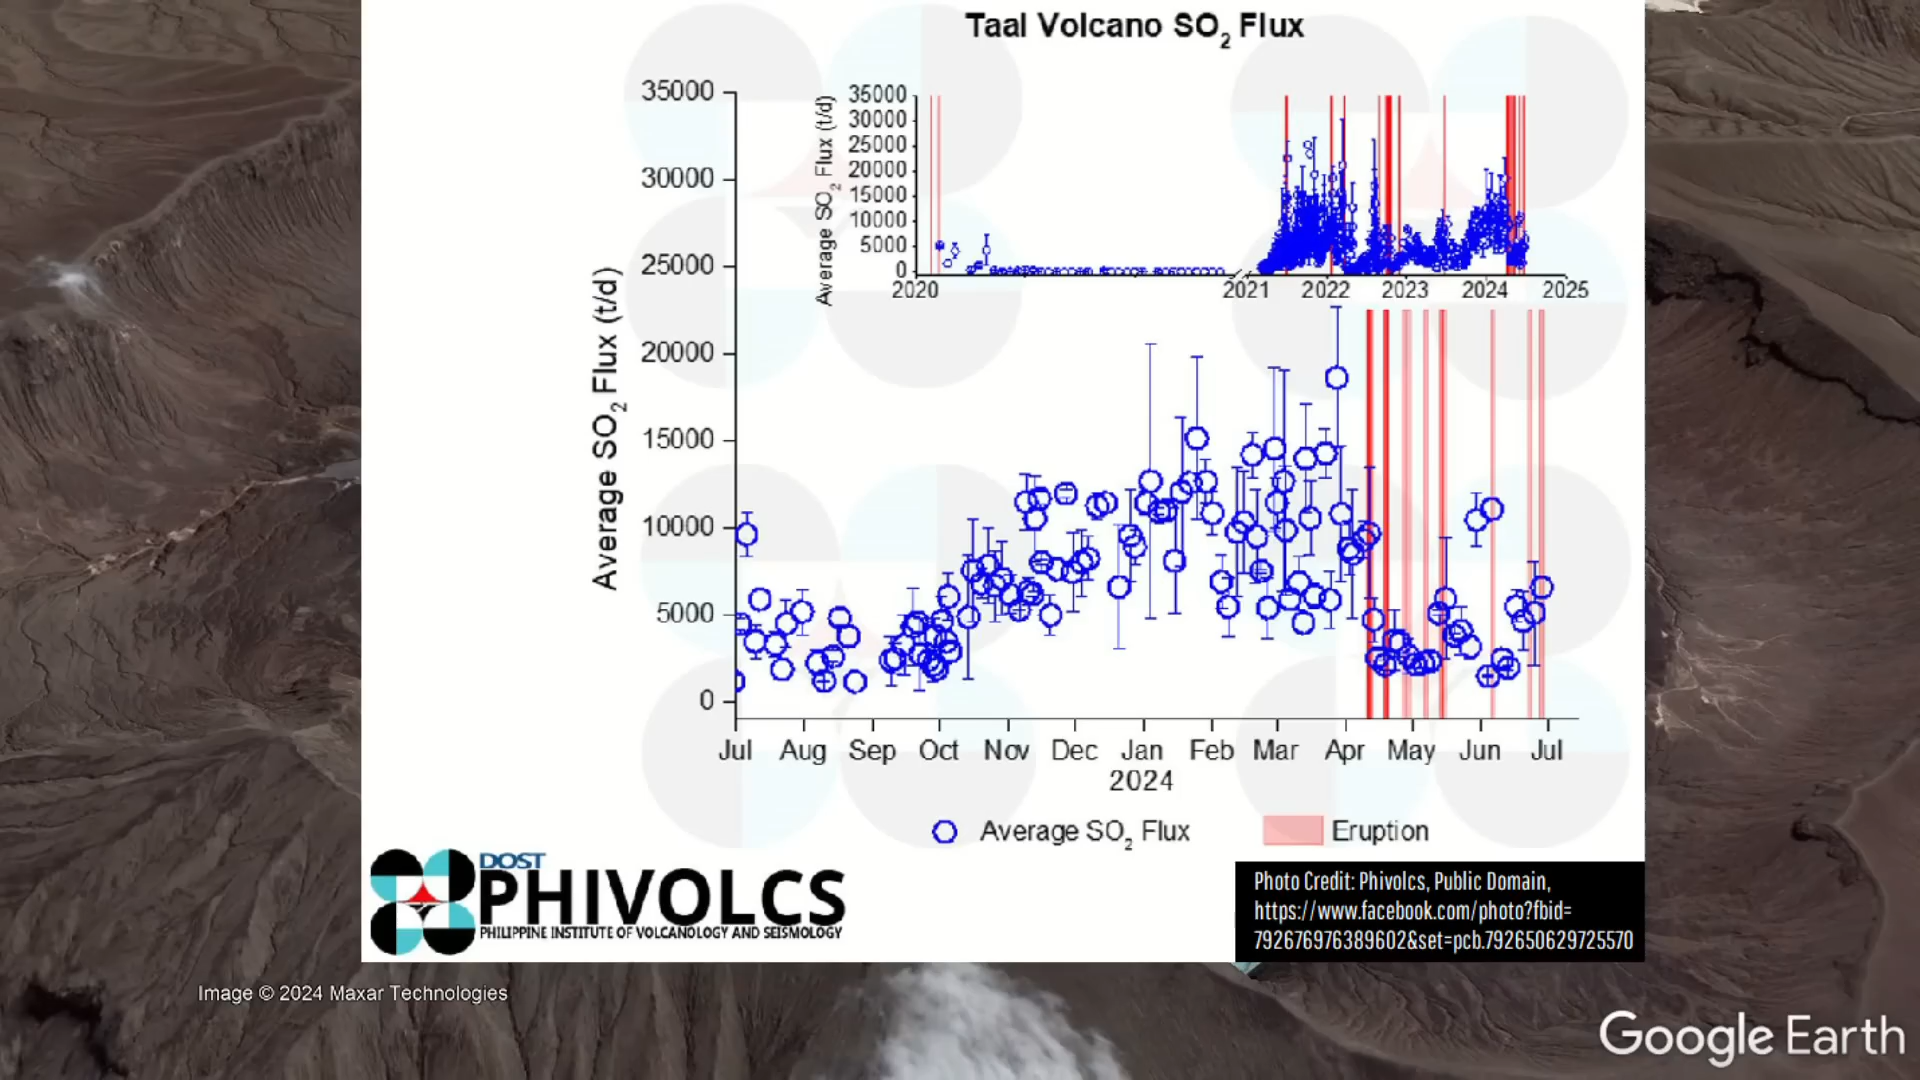 Taal Volcano SO2 Flux
35000
30000
25000
20000
15000
10000
5000
0
Average SO2 Flux (t/d)
35000
30000
25000
20000
15000
10000
5000
0
Average SO2 Flux (t/d)
2020 2021 2022 2023 2024 2025
Jul Aug Sep Oct Nov Dec Jan Feb Mar Apr May Jun Jul
2024
Average SO2 Flux Eruption
DOST
PHIVOLCS
PHILIPPINE INSTITUTE OF VOLCANOLOGY AND SEISMOLOGY
Photo Credit: Phivolcs, Public Domain,
https://www.facebook.com/photo?fbid=
792676976389602&set=pcb.792650629725570
Image © 2024 Maxar Technologies
Google Earth